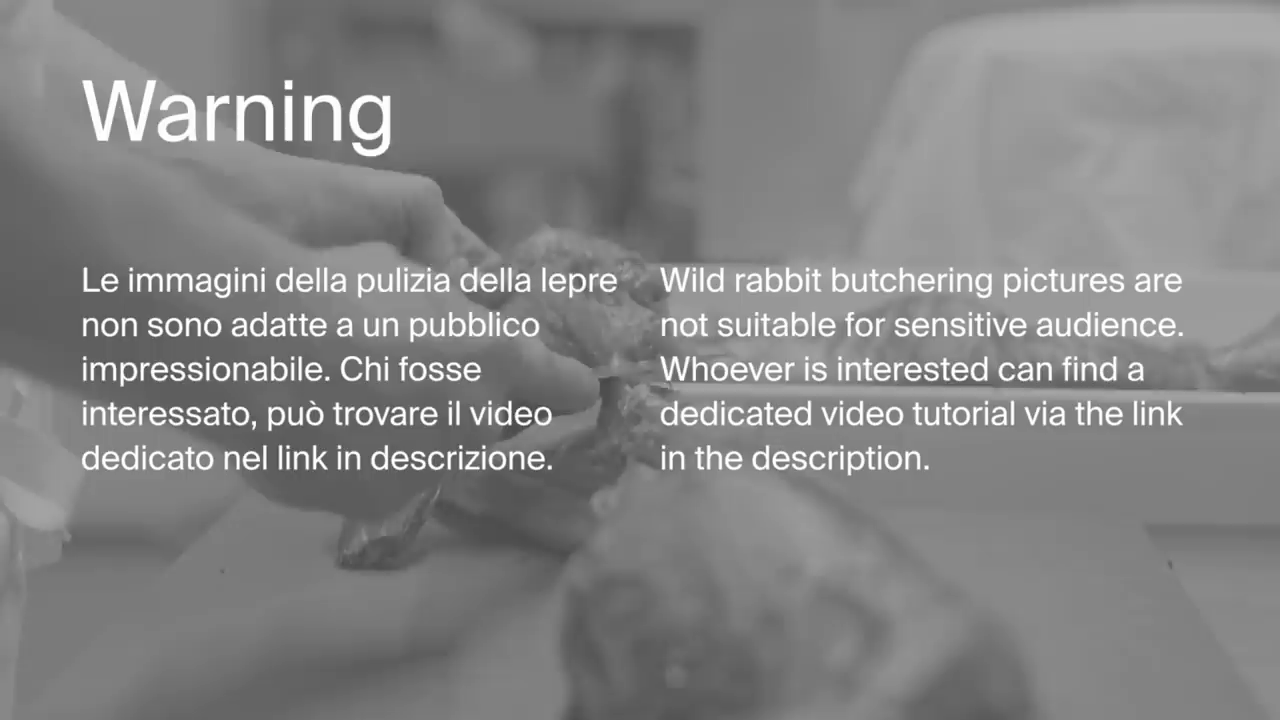 Warning
Le immagini della pulizia della lepre
non sono adatte a un pubblico
impressionabile. Chi fosse
interessato, può trovare il video
dedicato nel link in descrizione.
Wild rabbit butchering pictures are
not suitable for sensitive audience.
Whoever is interested can find a
dedicated video tutorial via the link
in the description.